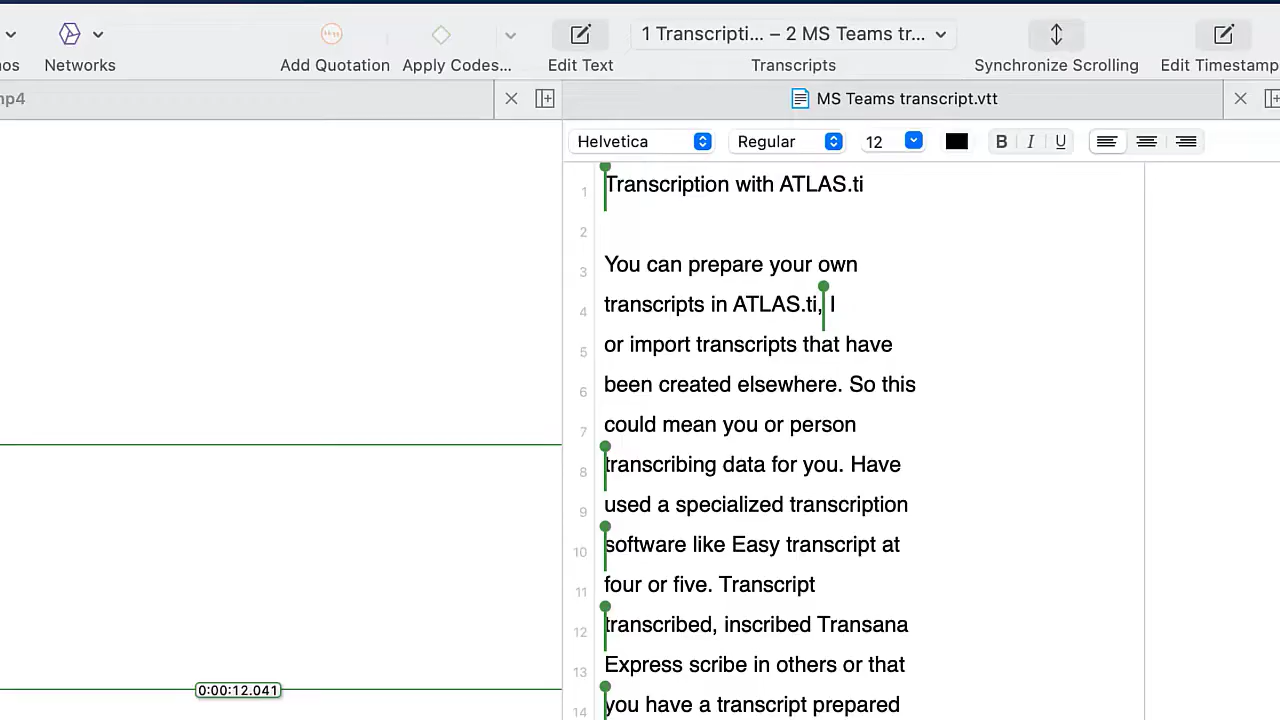 1 Transcripti... – 2 MS Teams tr...
os Networks Add Quotation Apply Codes... Edit Text Transcripts Synchronize Scrolling Edit Timestamp
mp4 MS Teams transcript.vtt
Helvetica Regular 12 B I U
1 Transcription with ATLAS.ti
2
3 You can prepare your own
4 transcripts in ATLAS.ti, I
5 or import transcripts that have
6 been created elsewhere. So this
7 could mean you or person
8 transcribing data for you. Have
9 used a specialized transcription
10 software like Easy transcript at
11 four or five. Transcript
12 transcribed, inscribed Transana
13 Express scribe in others or that
14 you have a transcript prepared
0:00:12.041